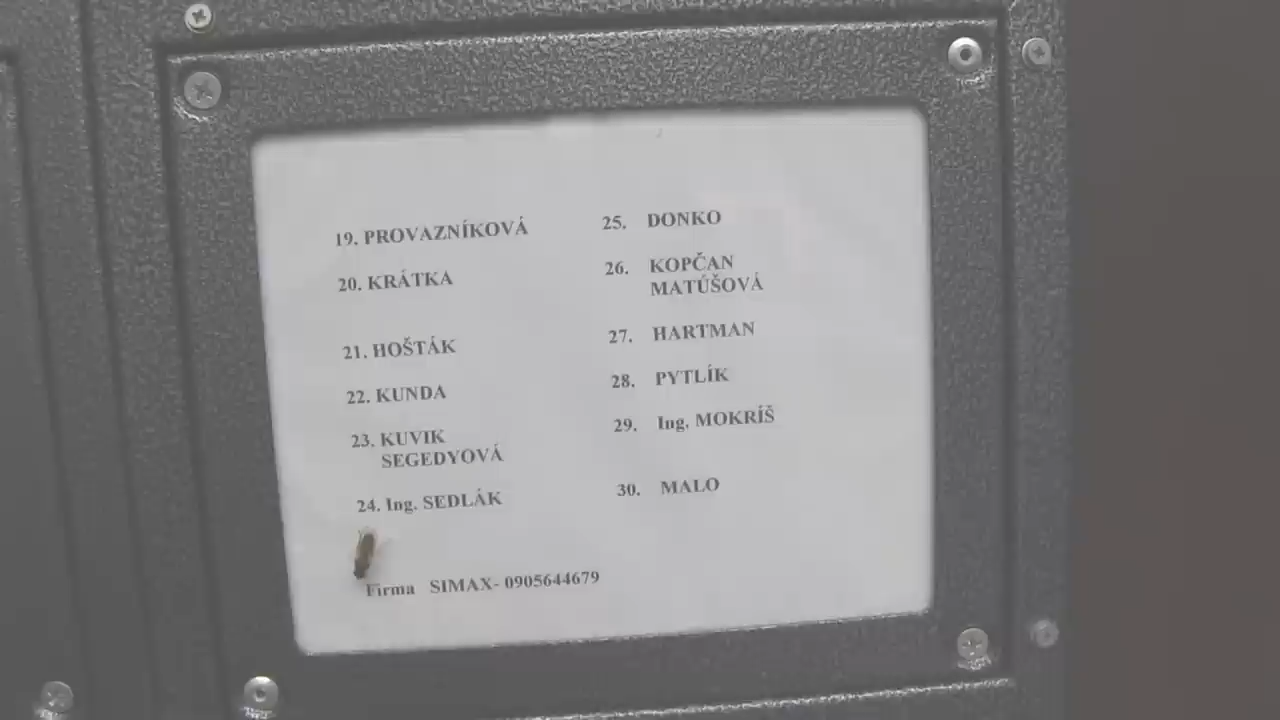 19. PROVAZNÍKOVÁ
20. KRÁTKA
21. HOŠTÁK
22. KUNDA
23. KUVIK
SEGEDYOVÁ
24. Ing. SEDLÁK
25. DONKO
26. KOPČAN
MATÚŠOVÁ
27. HARTMAN
28. PYTLÍK
29. Ing. MOKRÍŠ
30. MALO
Firma SIMAX- 0905644679